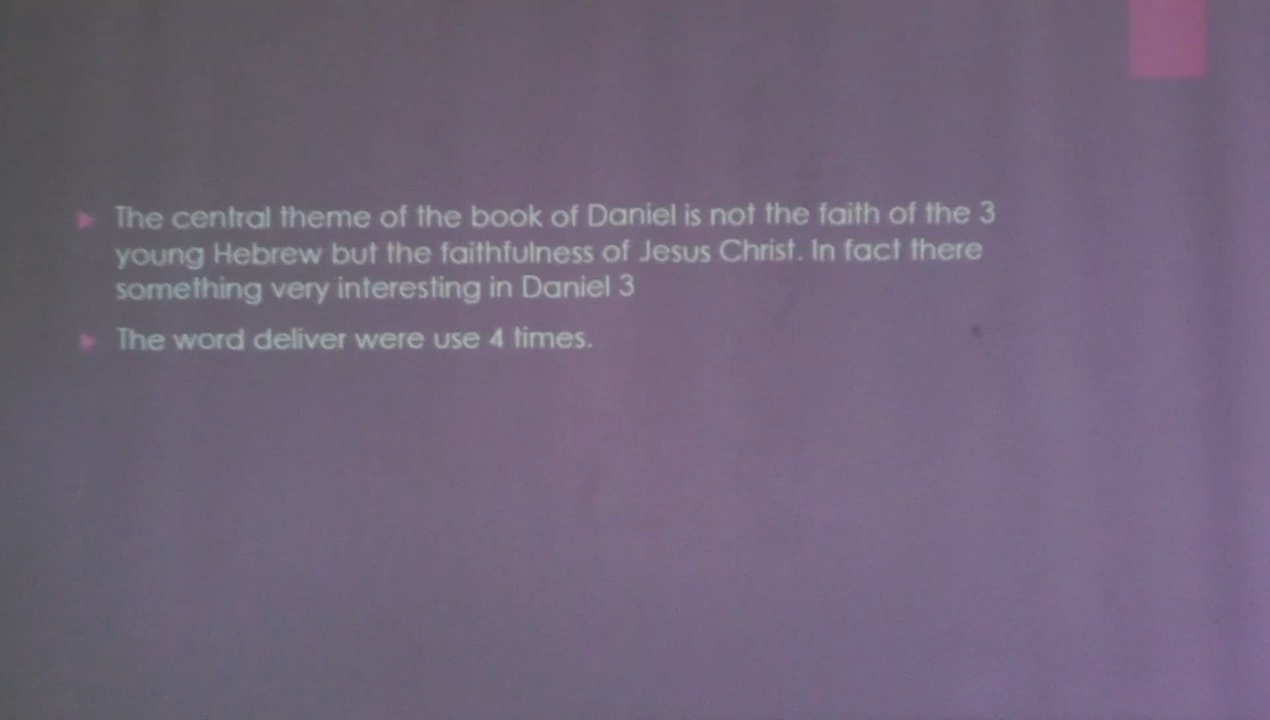 The central theme of the book of Daniel is not the faith of the 3
young Hebrew but the faithfulness of Jesus Christ. In fact there
something very interesting in Daniel 3
The word deliver were use 4 times.